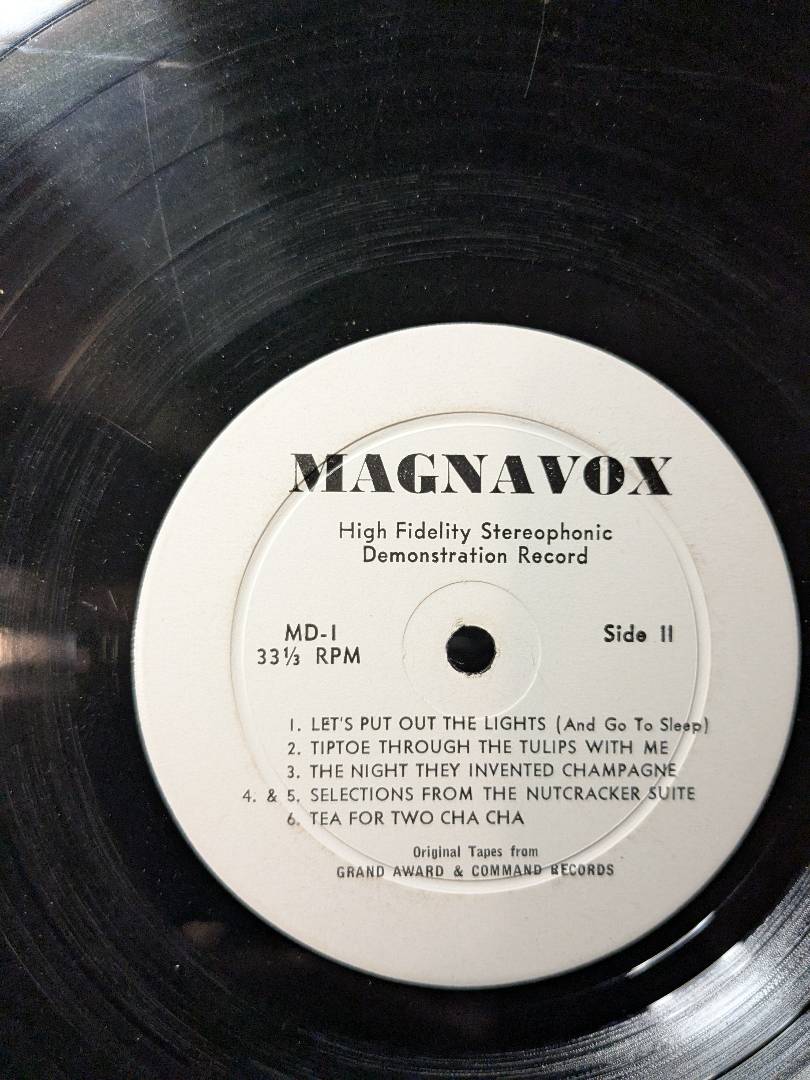 MAGNAVOX
High Fidelity Stereophonic
Demonstration Record
MD-1
33⅓ RPM
Side II
1. LET'S PUT OUT THE LIGHTS (And Go To Sleep)
2. TIPTOE THROUGH THE TULIPS WITH ME
3. THE NIGHT THEY INVENTED CHAMPAGNE
4. & 5. SELECTIONS FROM THE NUTCRACKER SUITE
6. TEA FOR TWO CHA CHA
Original Tapes from
GRAND AWARD & COMMAND RECORDS